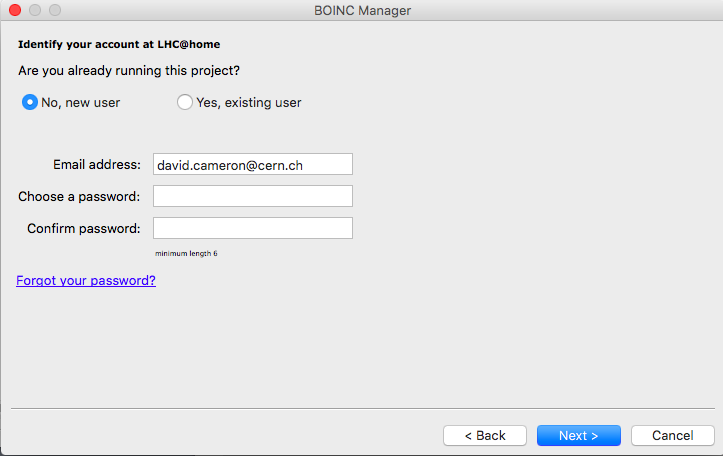 BOINC Manager
Identify your account at LHC@home
Are you already running this project?
No, new user Yes, existing user
Email address: david.cameron@cern.ch
Choose a password:
Confirm password:
minimum length 6
Forgot your password?
< Back Next > Cancel